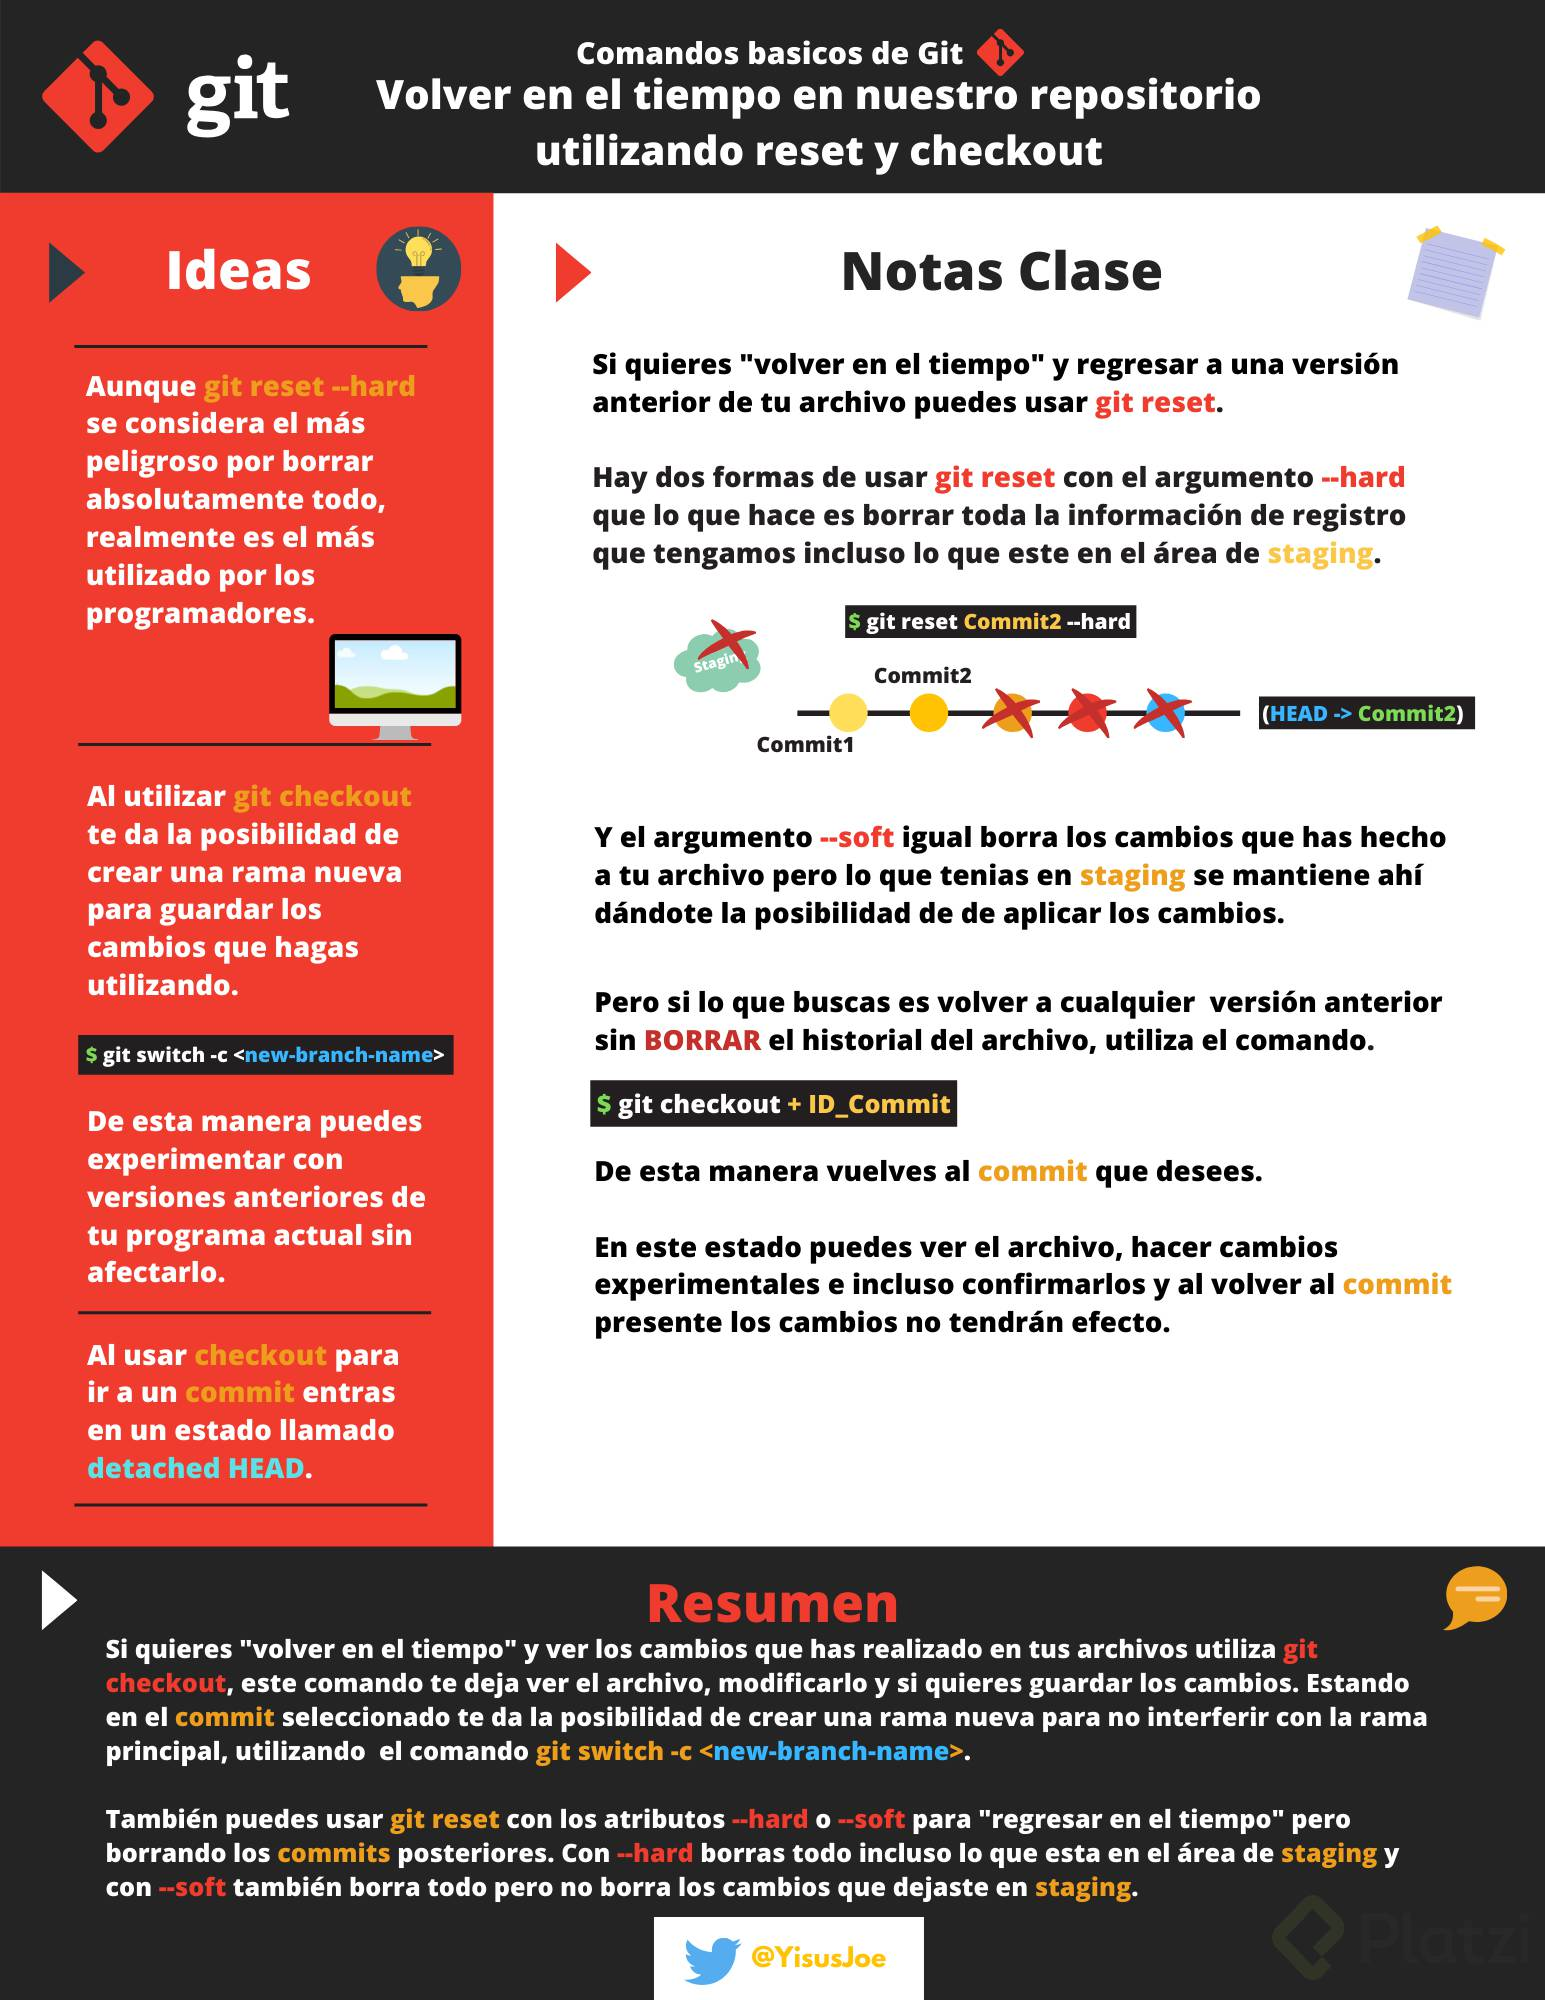 git
Comandos basicos de Git
Volver en el tiempo en nuestro repositorio
utilizando reset y checkout
Ideas
Aunque git reset --hard
se considera el más
peligroso por borrar
absolutamente todo,
realmente es el más
utilizado por los
programadores.
Al utilizar git checkout
te da la posibilidad de
crear una rama nueva
para guardar los
cambios que hagas
utilizando.
$ git switch -c <new-branch-name>
De esta manera puedes
experimentar con
versiones anteriores de
tu programa actual sin
afectarlo.
Al usar checkout para
ir a un commit entras
en un estado llamado
detached HEAD.
Notas Clase
Si quieres "volver en el tiempo" y regresar a una versión
anterior de tu archivo puedes usar git reset.
Hay dos formas de usar git reset con el argumento --hard
que lo que hace es borrar toda la información de registro
que tengamos incluso lo que este en el área de staging.
$ git reset Commit2 --hard
Staging
Commit2
(HEAD -> Commit2)
Commit1
Y el argumento --soft igual borra los cambios que has hecho
a tu archivo pero lo que tenias en staging se mantiene ahí
dándote la posibilidad de de aplicar los cambios.
Pero si lo que buscas es volver a cualquier  versión anterior
sin BORRAR el historial del archivo, utiliza el comando.
$ git checkout + ID_Commit
De esta manera vuelves al commit que desees.
En este estado puedes ver el archivo, hacer cambios
experimentales e incluso confirmarlos y al volver al commit
presente los cambios no tendrán efecto.
Resumen
Si quieres "volver en el tiempo" y ver los cambios que has realizado en tus archivos utiliza git
checkout, este comando te deja ver el archivo, modificarlo y si quieres guardar los cambios. Estando
en el commit seleccionado te da la posibilidad de crear una rama nueva para no interferir con la rama
principal, utilizando  el comando git switch -c <new-branch-name>.
También puedes usar git reset con los atributos --hard o --soft para "regresar en el tiempo" pero
borrando los commits posteriores. Con --hard borras todo incluso lo que esta en el área de staging y
con --soft también borra todo pero no borra los cambios que dejaste en staging.
@YisusJoe
Platzi